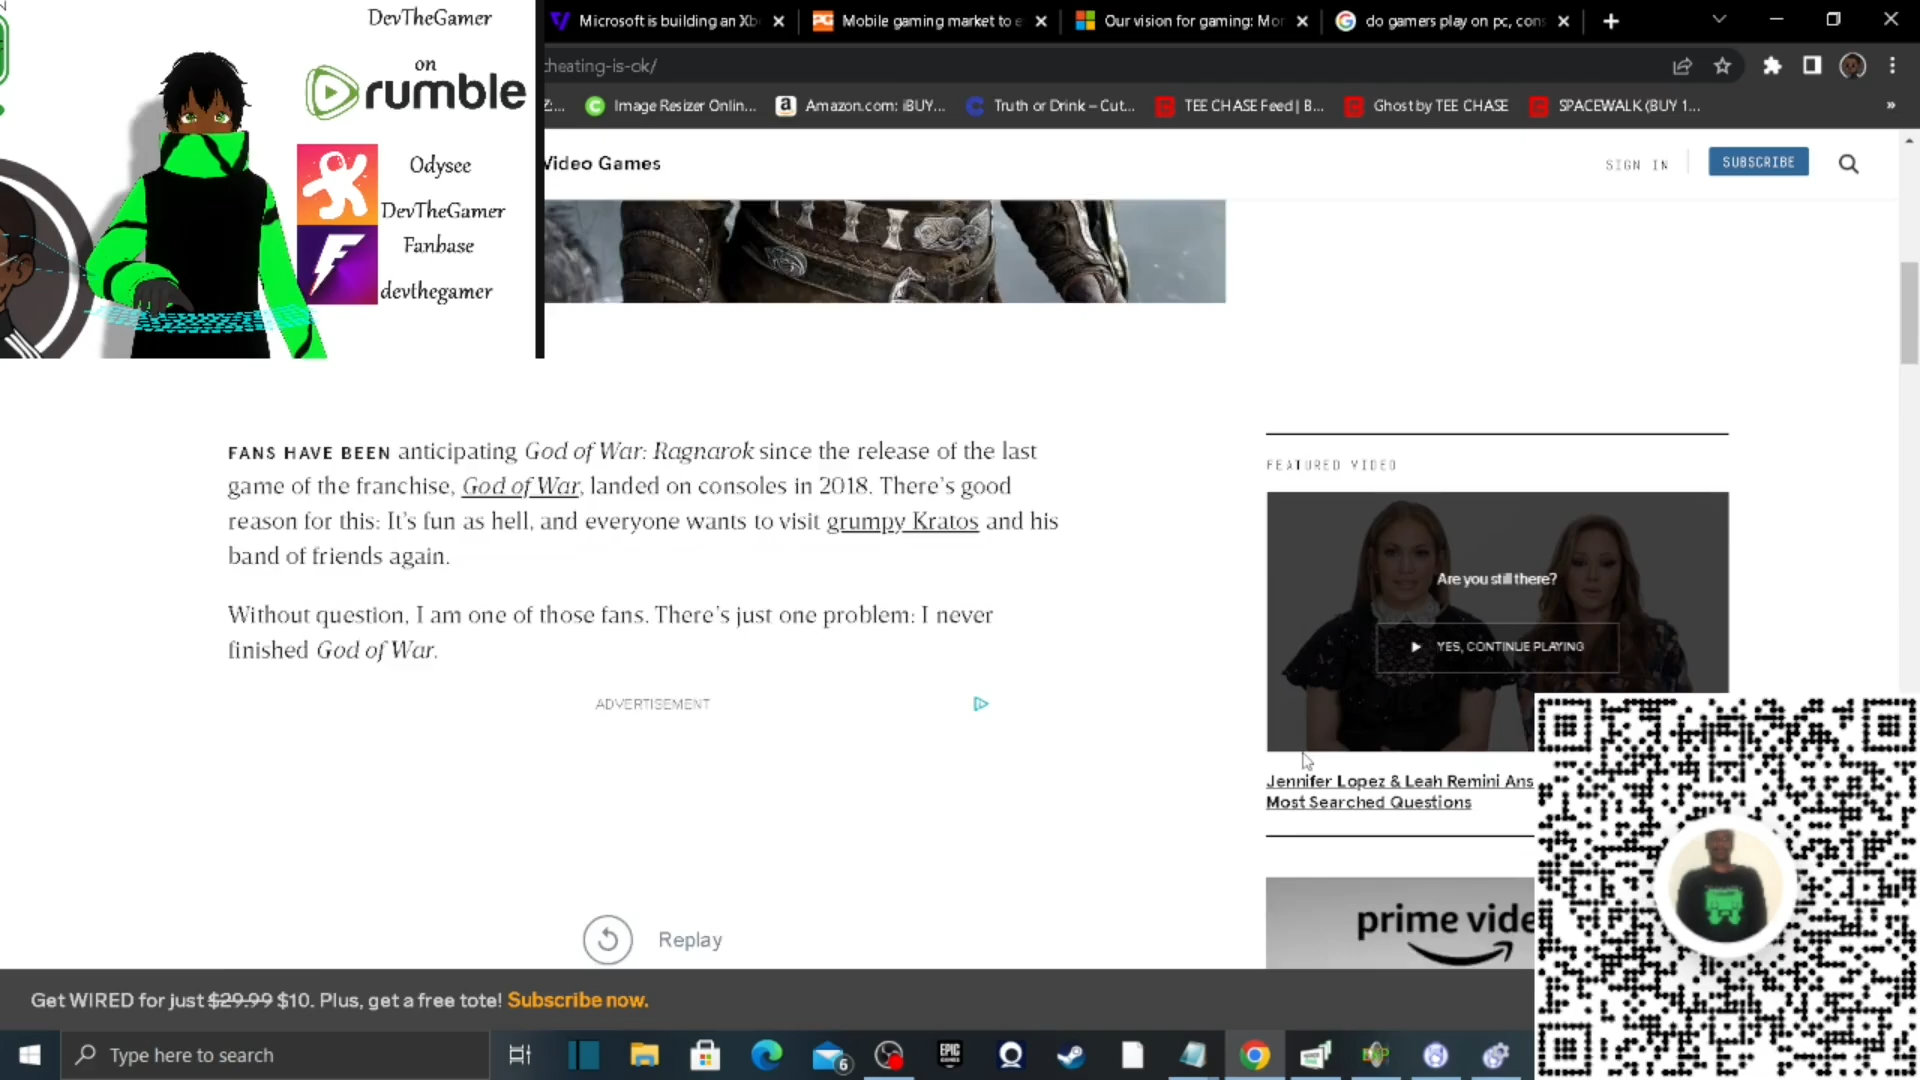 DevTheGamer
on
rumble
Odysee
DevTheGamer
Fanbase
devthegamer
Microsoft is building an Xb
Mobile gaming market to e
Our vision for gaming: Mor
do gamers play on pc, cons
cheating-is-ok/
Z:...
Image Resizer Onlin...
Amazon.com: iBUY...
Truth or Drink – Cut...
TEE CHASE Feed | B...
Ghost by TEE CHASE
SPACEWALK (BUY 1...
»
Video Games
SIGN IN
SUBSCRIBE
FANS HAVE BEEN anticipating God of War: Ragnarok since the release of the last
game of the franchise, God of War, landed on consoles in 2018. There's good
reason for this: It's fun as hell, and everyone wants to visit grumpy Kratos and his
band of friends again.
Without question, I am one of those fans. There's just one problem: I never
finished God of War.
ADVERTISEMENT
Replay
FEATURED VIDEO
Are you still there?
YES, CONTINUE PLAYING
Jennifer Lopez & Leah Remini Ans
Most Searched Questions
prime vide
Get WIRED for just $29.99 $10. Plus, get a free tote! Subscribe now.
Type here to search
6
EPIC
GAMES